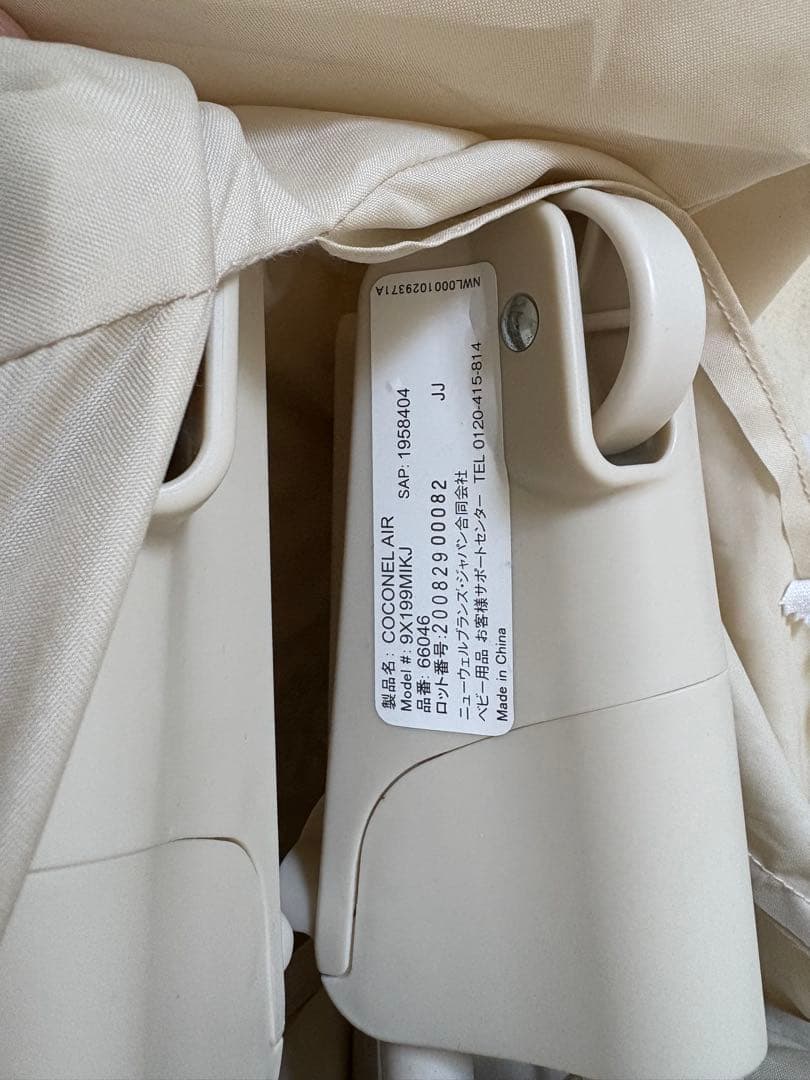 製品名: COCONEL AIR
Model #: 9X199MIKJ SAP: 1958404
品番: 66046
ロット番号:200829 00082 JJ
ニューウェルブランズ・ジャパン合同会社
ベビー用品 お客様サポートセンター TEL 0120-415-814
Made in China
NWL0001029371A